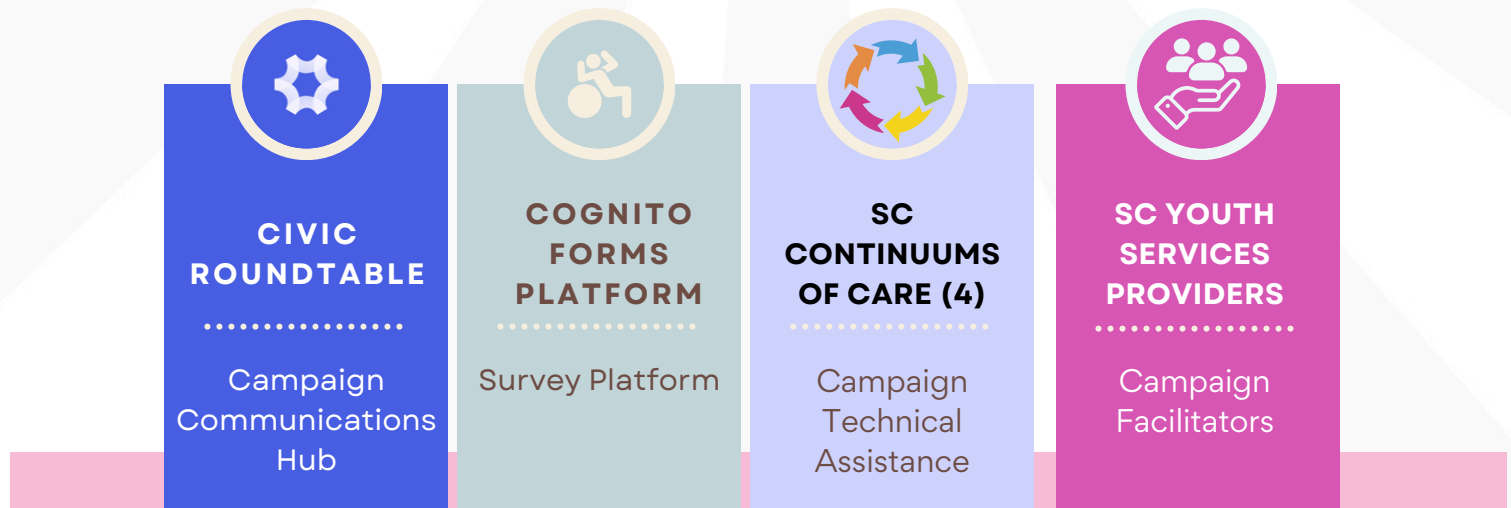 CIVIC
ROUNDTABLE
Campaign
Communications
Hub
COGNITO
FORMS
PLATFORM
Survey Platform
SC
CONTINUUMS
OF CARE (4)
Campaign
Technical
Assistance
SC YOUTH
SERVICES
PROVIDERS
Campaign
Facilitators